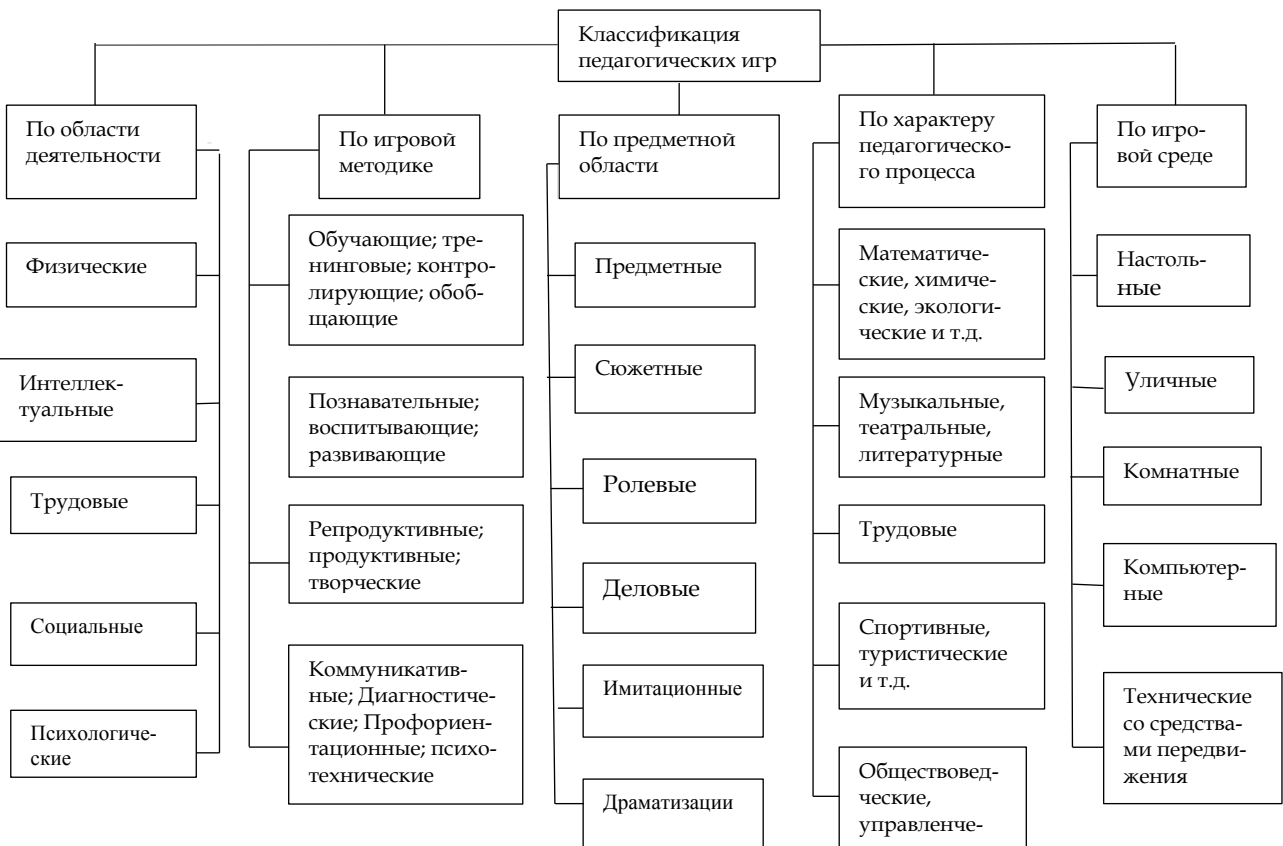 Классификация
педагогических игр
По области
деятельности
Физические
Интеллек-
туальные
Трудовые
Социальные
Психологиче-
ские
По игровой
методике
Обучающие; тре-
нинговые; контро-
лирующие; обоб-
щающие
Познавательные;
воспитывающие;
развивающие
Репродуктивные;
продуктивные;
творческие
Коммуникатив-
ные; Диагностиче-
ские; Профориен-
тационные; психо-
технические
По предметной
области
Предметные
Сюжетные
Ролевые
Деловые
Имитационные
Драматизации
По характеру
педагогическо-
го процесса
Математиче-
ские, химиче-
ские, экологи-
ческие и т.д.
Музыкальные,
театральные,
литературные
Трудовые
Спортивные,
туристические
и т.д.
Обществовед-
ческие,
управленче-
По игро-
вой среде
Настоль-
ные
Уличные
Комнатные
Компьютер-
ные
Технические
со средства-
ми передви-
жения